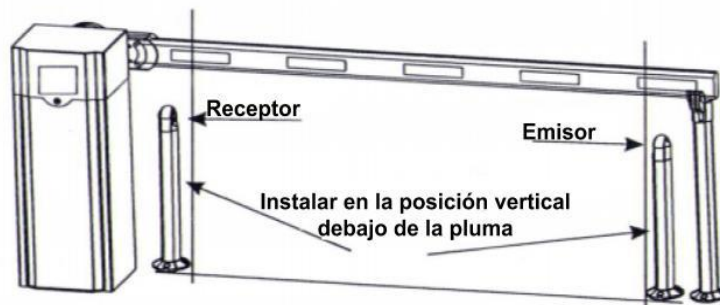 Receptor
Emisor
Instalar en la posición vertical
debajo de la pluma